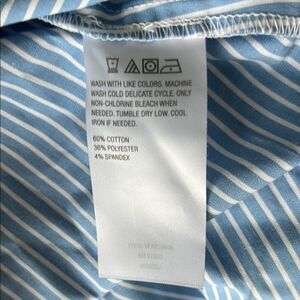 WASH WITH LIKE COLORS. MACHINE
WASH COLD DELICATE CYCLE. ONLY
NON-CHLORINE BLEACH WHEN
NEEDED. TUMBLE DRY LOW. COOL
IRON IF NEEDED.
60% COTTON
36% POLYESTER
4% SPANDEX